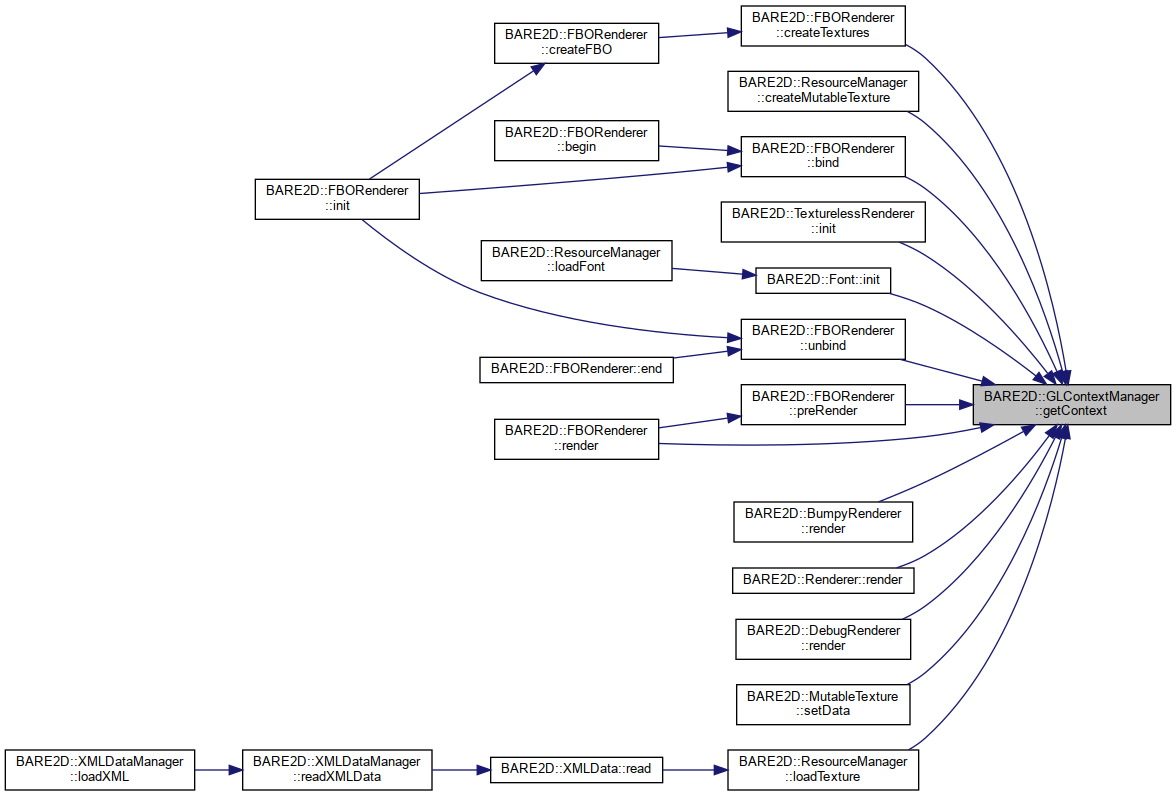 BARE2D::FBORenderer
::createTextures
BARE2D::FBORenderer
::createFBO
BARE2D::ResourceManager
::createMutableTexture
BARE2D::FBORenderer
::begin
BARE2D::FBORenderer
::bind
BARE2D::FBORenderer
::init
BARE2D::TexturelessRenderer
::init
BARE2D::ResourceManager
::loadFont
BARE2D::Font::init
BARE2D::FBORenderer
::unbind
BARE2D::FBORenderer::end
BARE2D::FBORenderer
::preRender
BARE2D::GLContextManager
::getContext
BARE2D::FBORenderer
::render
BARE2D::BumpyRenderer
::render
BARE2D::Renderer::render
BARE2D::DebugRenderer
::render
BARE2D::MutableTexture
::setData
BARE2D::XMLDataManager
::loadXML
BARE2D::XMLDataManager
::readXMLData
BARE2D::XMLData::read
BARE2D::ResourceManager
::loadTexture